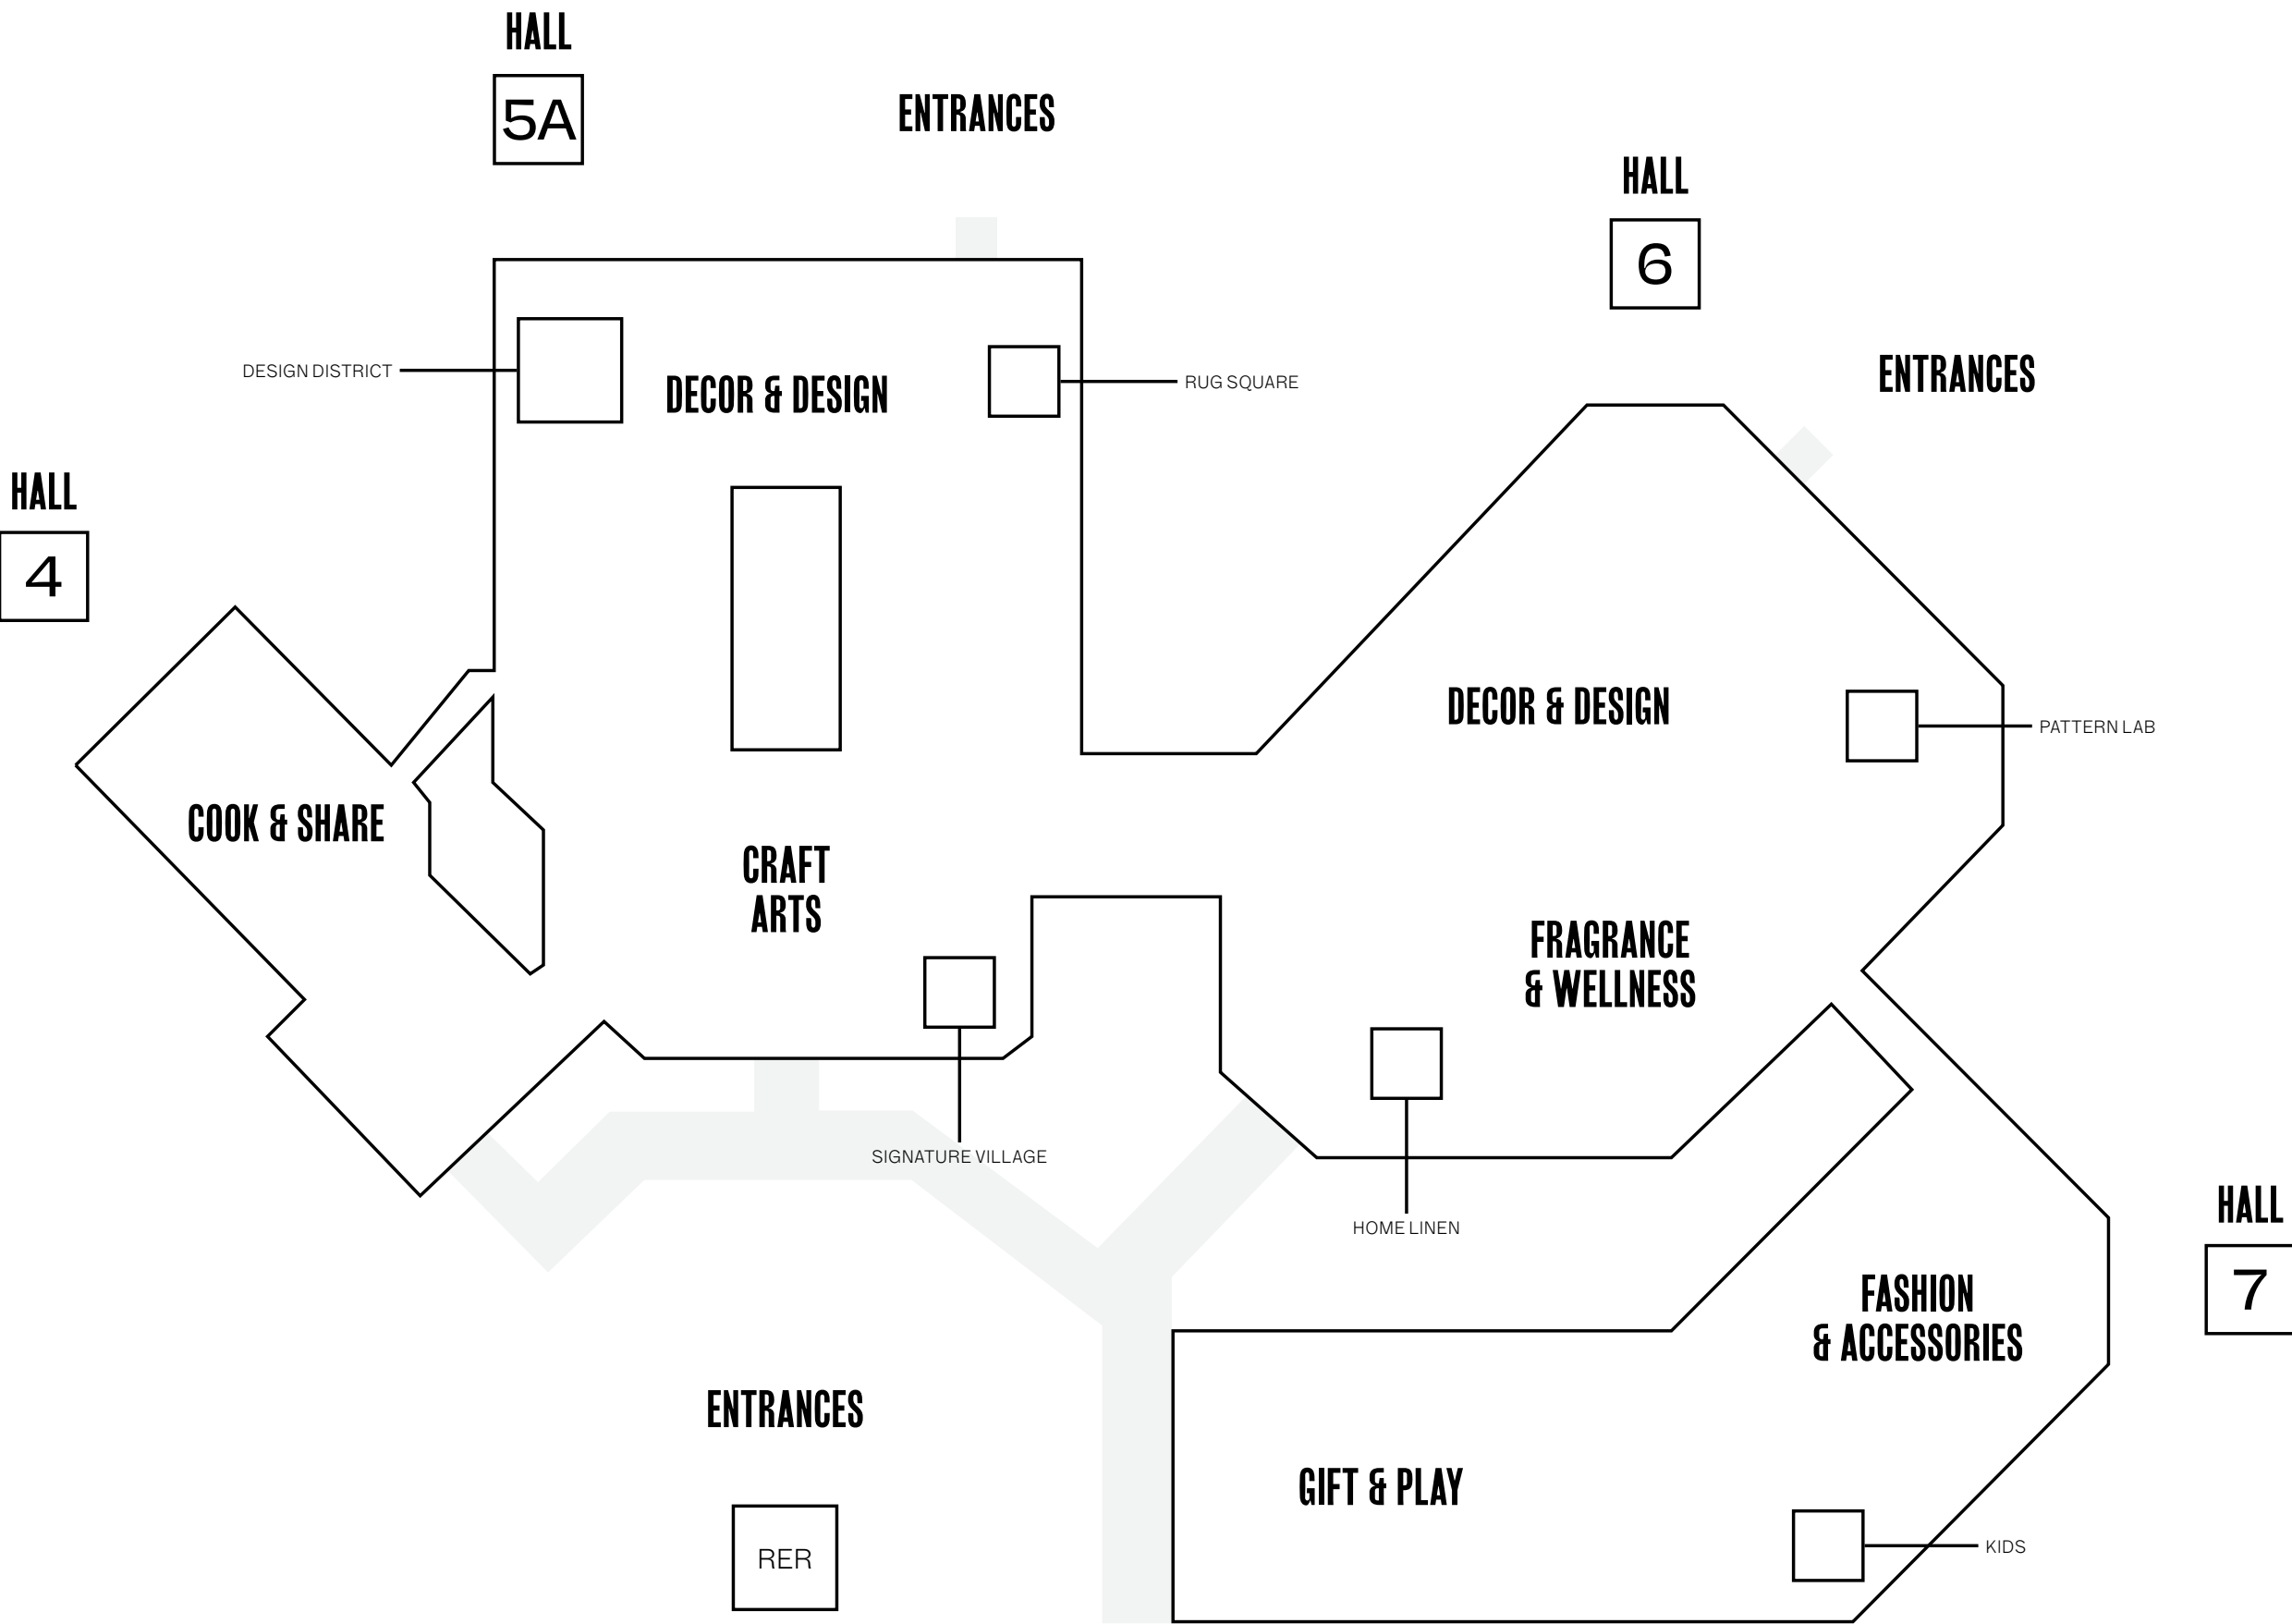 HALL
5A
ENTRANCES
HALL
6
ENTRANCES
DESIGN DISTRICT
DECOR & DESIGN
RUG SQUARE
HALL
4
DECOR & DESIGN
PATTERN LAB
COOK & SHARE
CRAFT
ARTS
FRAGRANCE
& WELLNESS
SIGNATURE VILLAGE
HOME LINEN
HALL
7
FASHION
& ACCESSORIES
ENTRANCES
GIFT & PLAY
RER
KIDS